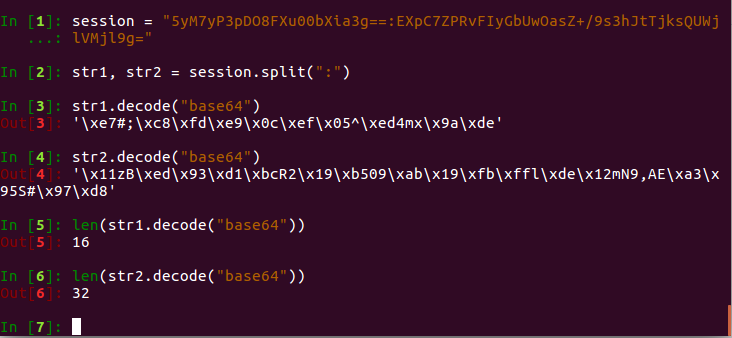 In [1]: session = "5yM7yP3pDO8FXu00bXia3g==:EXpC7ZPRvFIyGbUwOasZ+/9s3hJtTjksQUWj
   ...: lVMjl9g="
In [2]: str1, str2 = session.split(":")
In [3]: str1.decode("base64")
Out[3]: '\xe7#;\xc8\xfd\xe9\x0c\xef\x05^\xed4mx\x9a\xde'
In [4]: str2.decode("base64")
Out[4]: '\x11zB\xed\x93\xd1\xbcR2\x19\xb509\xab\x19\xfb\xffl\xde\x12mN9,AE\xa3\x
95S#\x97\xd8'
In [5]: len(str1.decode("base64"))
Out[5]: 16
In [6]: len(str2.decode("base64"))
Out[6]: 32
In [7]: